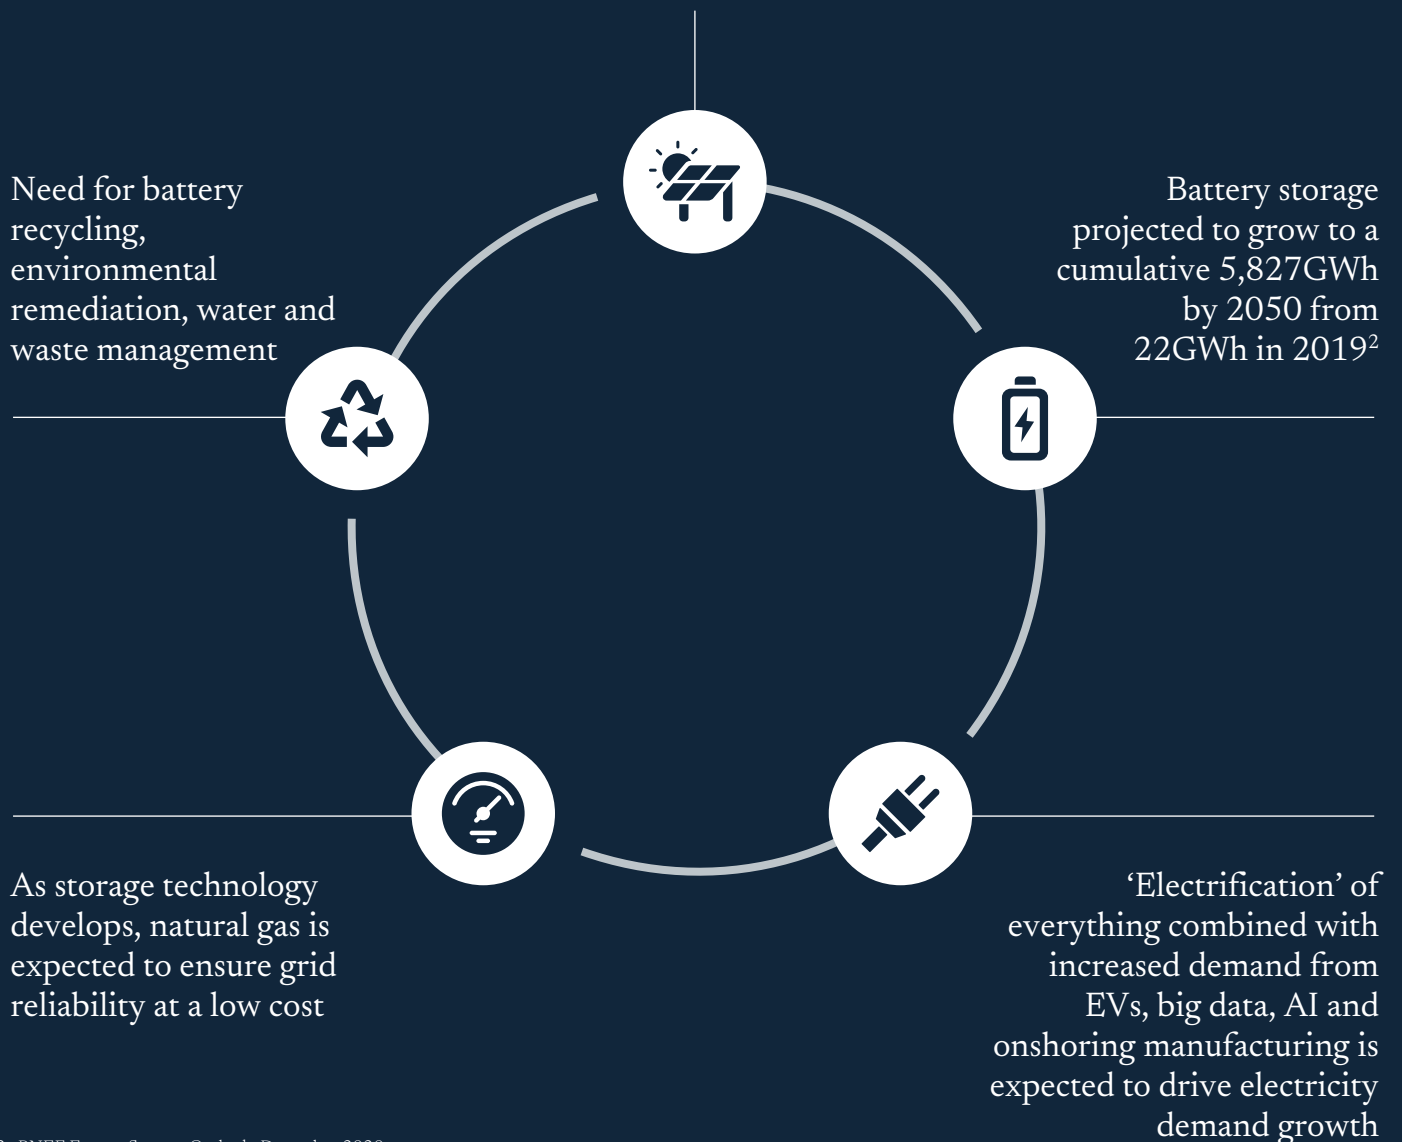 Need for battery
recycling,
environmental
remediation, water and
waste management
Battery storage
projected to grow to a
cumulative 5,827GWh
by 2050 from
22GWh in 2019²
As storage technology
develops, natural gas is
expected to ensure grid
reliability at a low cost
‘Electrification’ of
everything combined with
increased demand from
EVs, big data, AI and
onshoring manufacturing is
expected to drive electricity
demand growth